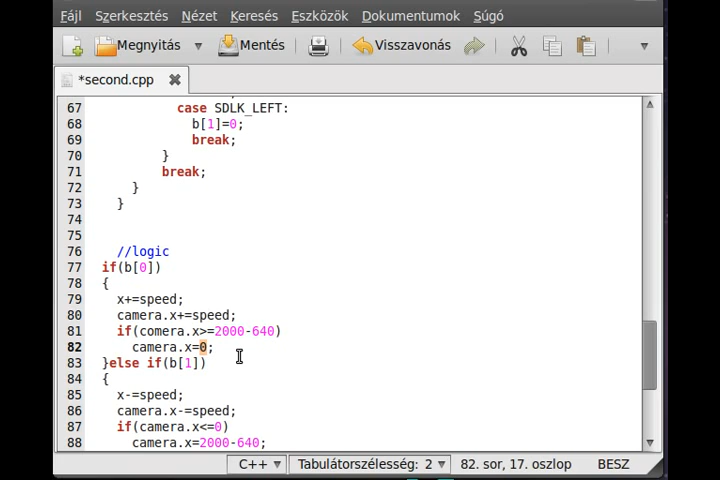 Fájl Szerkesztés Nézet Keresés Eszközök Dokumentumok Súgó
Megnyitás Mentés Visszavonás
*second.cpp
67 case SDLK_LEFT:
68 b[1]=0;
69 break;
70 }
71 break;
72 }
73 }
74
75
76 //logic
77 if(b[0])
78 {
79 x+=speed;
80 camera.x+=speed;
81 if(comera.x>=2000-640)
82 camera.x=0;
83 }else if(b[1])
84 {
85 x-=speed;
86 camera.x-=speed;
87 if(camera.x<=0)
88 camera.x=2000-640;
C++ Tabulátorszélesség: 2 82. sor, 17. oszlop BESZ